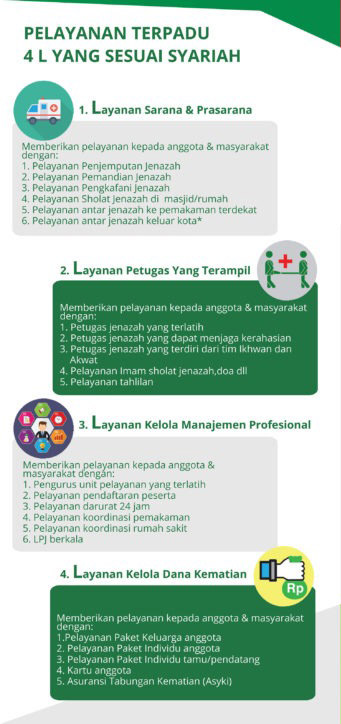 PELAYANAN TERPADU
4 L YANG SESUAI SYARIAH
1. Layanan Sarana & Prasarana
Memberikan pelayanan kepada anggota & masyarakat
dengan:
1. Pelayanan Penjemputan Jenazah
2. Pelayanan Pemandian Jenazah
3. Pelayanan Pengkafani Jenazah
4. Pelayanan Sholat Jenazah di masjid/rumah
5. Pelayanan antar jenazah ke pemakaman terdekat
6. Pelayanan antar jenazah keluar kota*
2. Layanan Petugas Yang Terampil
Memberikan pelayanan kepada anggota & masyarakat
dengan:
1. Petugas jenazah yang terlatih
2. Petugas jenazah yang dapat menjaga kerahasian
3. Petugas jenazah yang terdiri dari tim Ikhwan dan
Akwat
4. Pelayanan Imam sholat jenazah,doa dll
5. Pelayanan tahlilan
3. Layanan Kelola Manajemen Profesional
Memberikan pelayanan kepada anggota &
masyarakat dengan:
1. Pengurus unit pelayanan yang terlatih
2. Pelayanan pendaftaran peserta
3. Pelayanan darurat 24 jam
4. Pelayanan koordinasi pemakaman
5. Pelayanan koordinasi rumah sakit
6. LPJ berkala
4. Layanan Kelola Dana Kematian
Rp
Memberikan pelayanan kepada anggota & masyarakat
dengan:
1.Pelayanan Paket Keluarga anggota
2. Pelayanan Paket Individu anggota
3. Pelayanan Paket Individu tamu/pendatang
4. Kartu anggota
5. Asuransi Tabungan Kematian (Asyki)